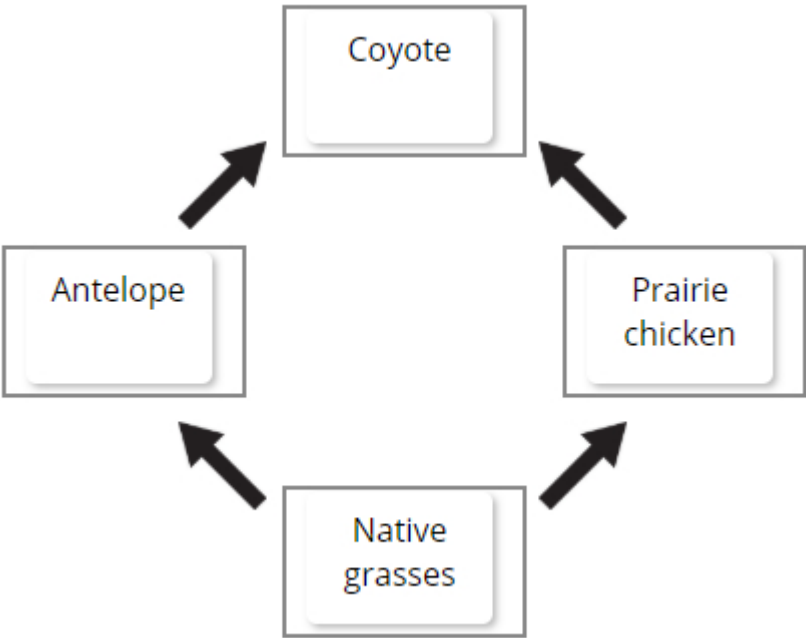 Coyote
Antelope
Prairie
chicken
Native
grasses